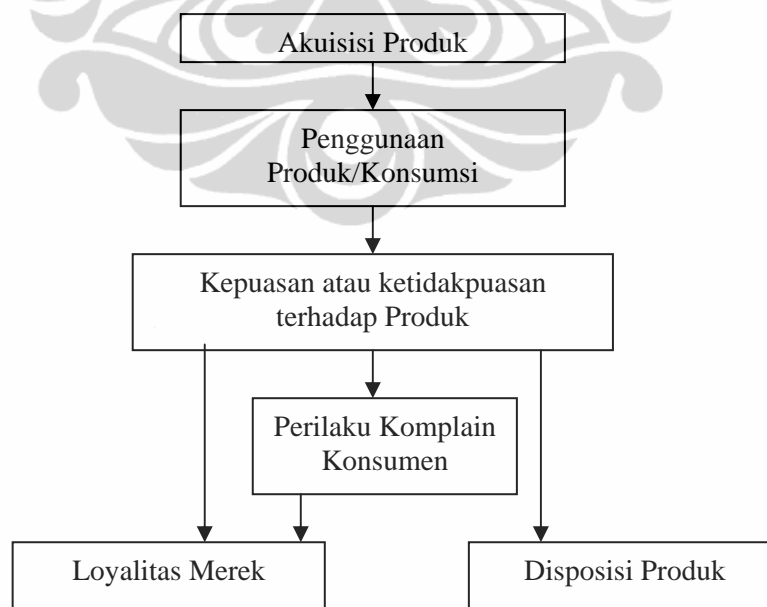 Akuisisi Produk
Penggunaan
Produk/Konsumsi
Kepuasan atau ketidakpuasan
terhadap Produk
Perilaku Komplain
Konsumen
Loyalitas Merek
Disposisi Produk